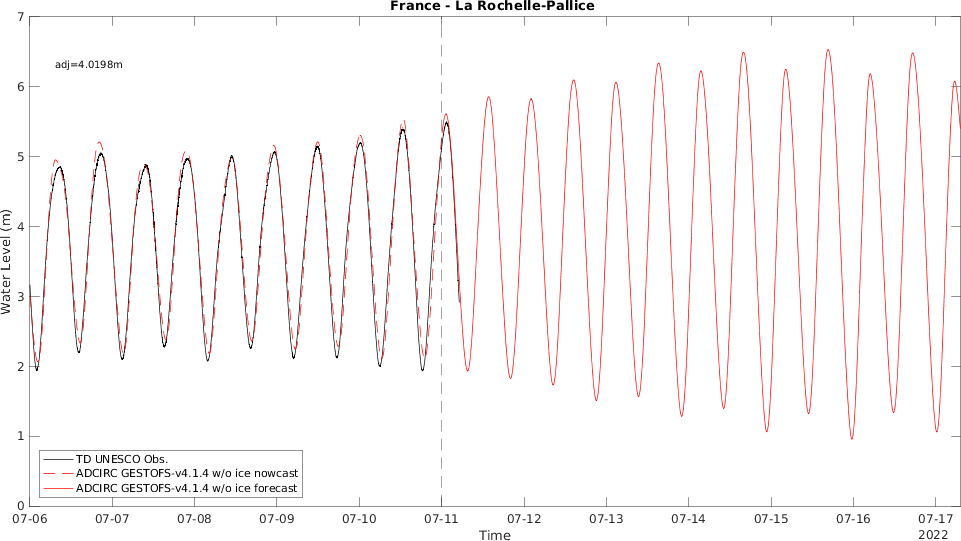 France - La Rochelle-Pallice
adj=4.0198m
7
6
5
4
3
2
1
0
Water Level (m)
TD UNESCO Obs.
ADCIRC GESTOFS-v4.1.4 w/o ice nowcast
ADCIRC GESTOFS-v4.1.4 w/o ice forecast
07-06 07-07 07-08 07-09 07-10 07-11 07-12 07-13 07-14 07-15 07-16 07-17
Time
2022